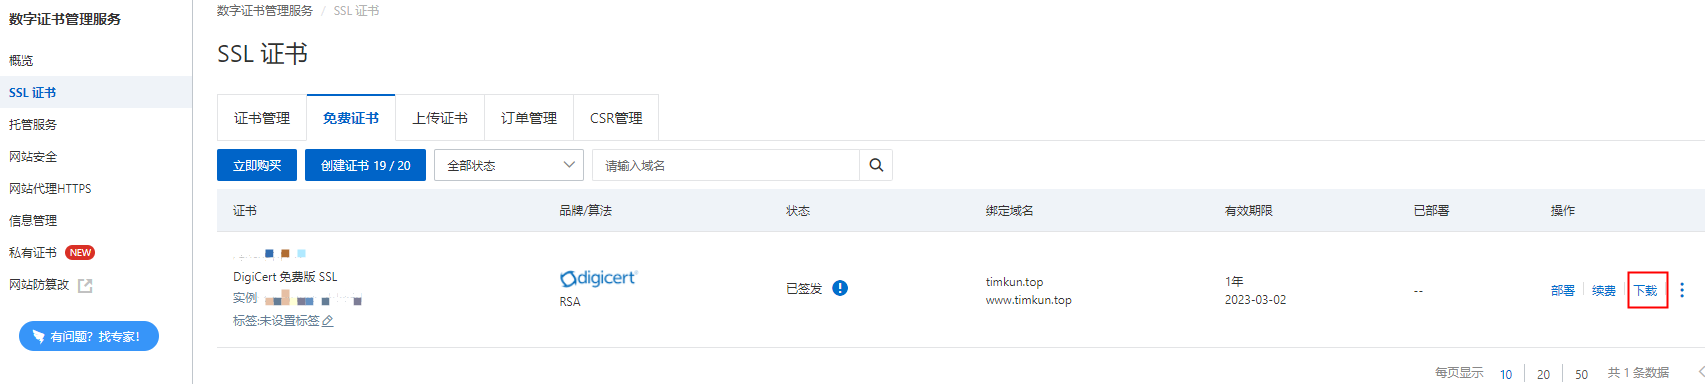 数字证书管理服务
概览
SSL 证书
托管服务
网站安全
网站代理HTTPS
信息管理
私有证书 NEW
网站防篡改
有问题？找专家！
数字证书管理服务 / SSL 证书
SSL 证书
证书管理 免费证书 上传证书 订单管理 CSR管理
立即购买 创建证书 19 / 20 全部状态 请输入域名
证书 品牌/算法 状态 绑定域名 有效期限 已部署 操作
DigiCert 免费版 SSL
实例
标签:未设置标签
digicert
RSA
已签发
timkun.top
www.timkun.top
1年
2023-03-02
--
部署 续费 下载
每页显示 10 20 50 共 1 条数据